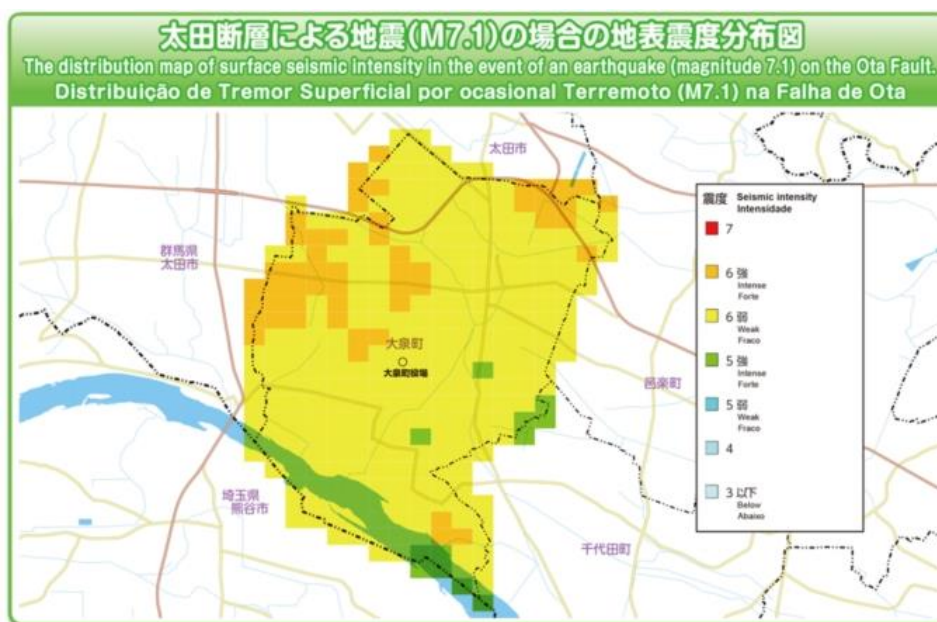 太田断層による地震(M7.1)の場合の地表震度分布図
The distribution map of surface seismic intensity in the event of an earthquake (magnitude 7.1) on the Ota Fault.
Distribuição de Tremor Superficial por ocasional Terremoto (M7.1) na Falha de Ota
太田市
群馬県
太田市
大泉町
大泉町役場
邑楽町
埼玉県
熊谷市
千代田町
震度 Seismic intensity
Intensidade
7
6 強
Intense
Forte
6 弱
Weak
Fraco
5 強
Intense
Forte
5 弱
Weak
Fraco
4
3 以下
Below
Abaixo